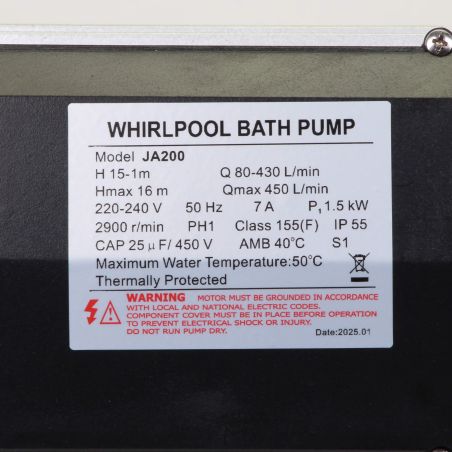 WHIRLPOOL BATH PUMP
Model JA200
H 15-1m Q 80-430 L/min
Hmax 16 m Qmax 450 L/min
220-240 V 50 Hz 7 A P₁ 1.5 kW
2900 r/min PH1 Class 155(F) IP 55
CAP 25 μF/ 450 V AMB 40°C S1
Maximum Water Temperature:50°C
Thermally Protected
WARNING MOTOR MUST BE GROUNDED IN ACCORDANCE
WITH LOCAL AND NATIONAL ELECTRIC CODES.
COMPONENT COVER MUST BE IN PLACE BEFORE OPERATION
TO PREVENT ELECTRICAL SHOCK OR INJURY.
DO NOT RUN PUMP DRY.
Date:2025.01